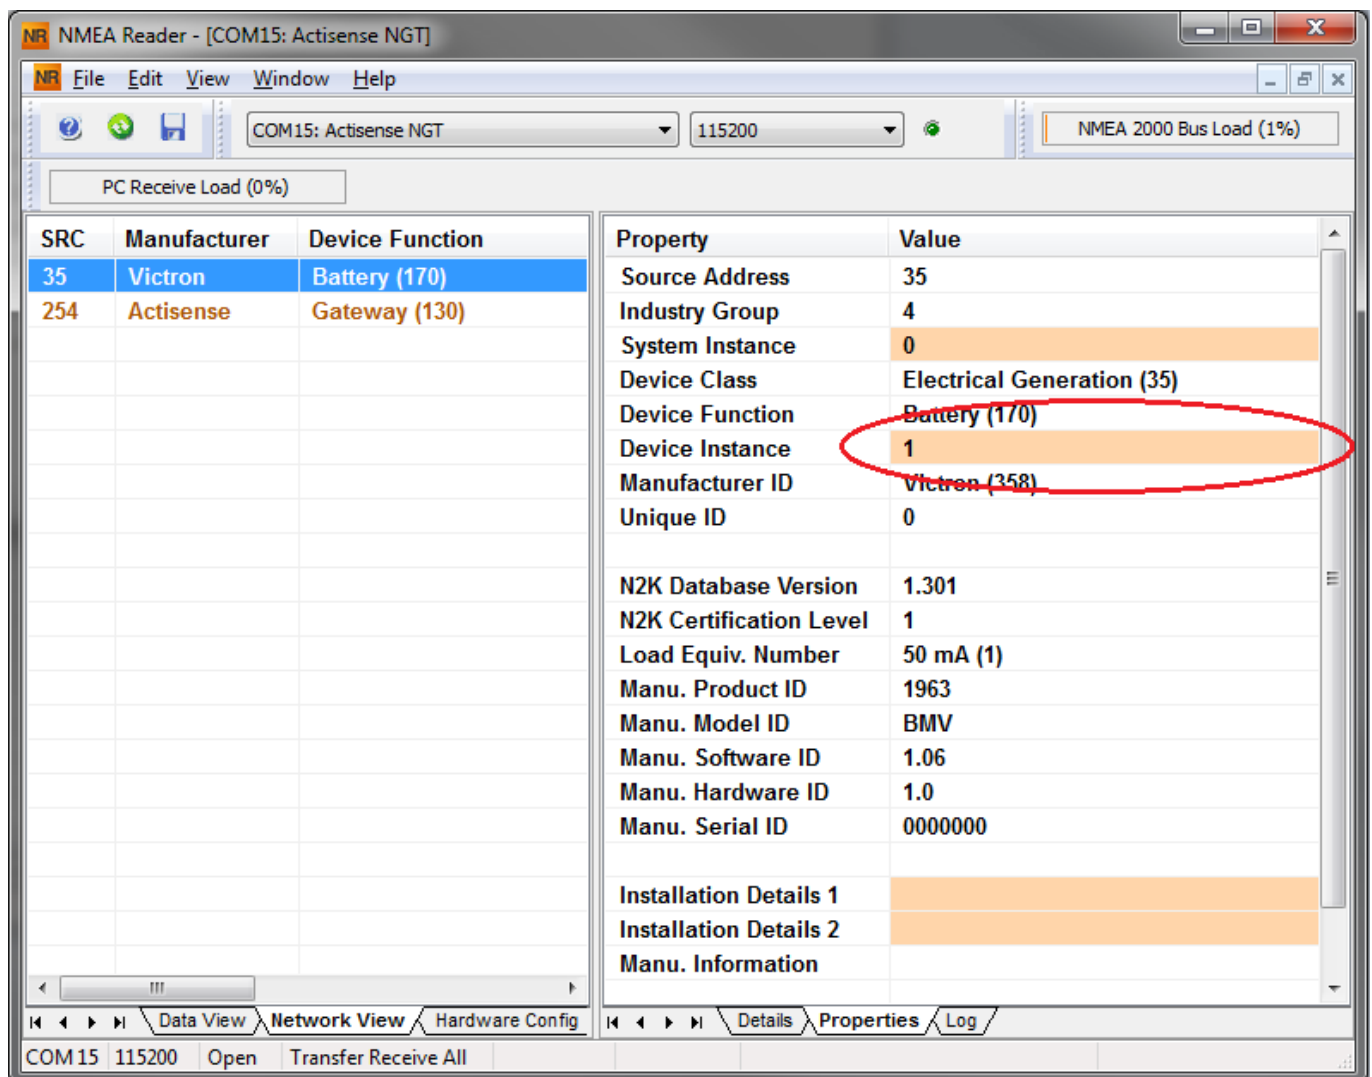 NR NMEA Reader - [COM15: Actisense NGT]
NR File Edit View Window Help
COM15: Actisense NGT 115200 NMEA 2000 Bus Load (1%)
PC Receive Load (0%)
SRC Manufacturer Device Function
35 Victron Battery (170)
254 Actisense Gateway (130)
Property Value
Source Address 35
Industry Group 4
System Instance 0
Device Class Electrical Generation (35)
Device Function Battery (170)
Device Instance 1
Manufacturer ID Victron (358)
Unique ID 0
N2K Database Version 1.301
N2K Certification Level 1
Load Equiv. Number 50 mA (1)
Manu. Product ID 1963
Manu. Model ID BMV
Manu. Software ID 1.06
Manu. Hardware ID 1.0
Manu. Serial ID 0000000
Installation Details 1
Installation Details 2
Manu. Information
Data View Network View Hardware Config
Details Properties Log
COM 15 115200 Open Transfer Receive All